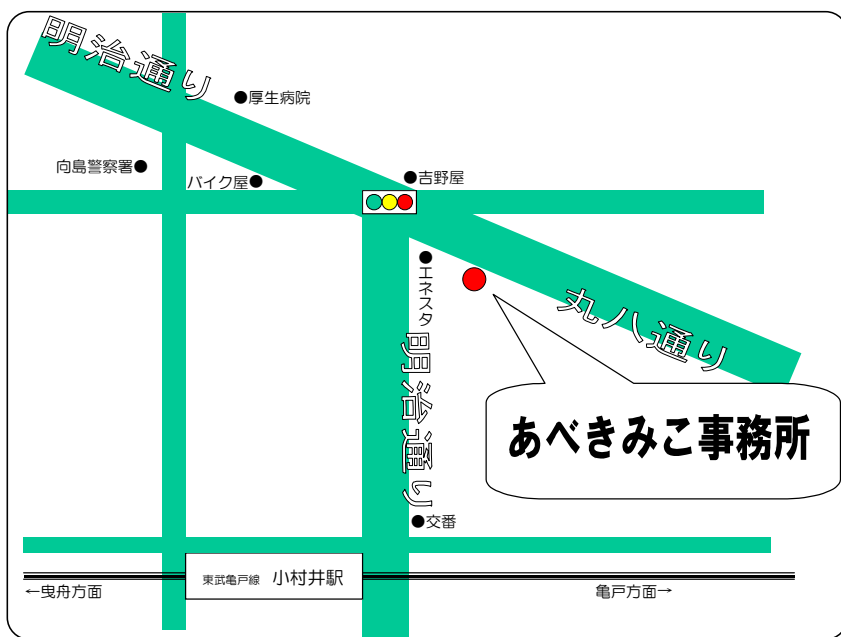 明治通り
●厚生病院
向島警察署●
バイク屋●
●吉野屋
●エネスタ
丸八通り
明治通り
あべきみこ事務所
●交番
東武亀戸線 小村井駅
←曳舟方面
亀戸方面→